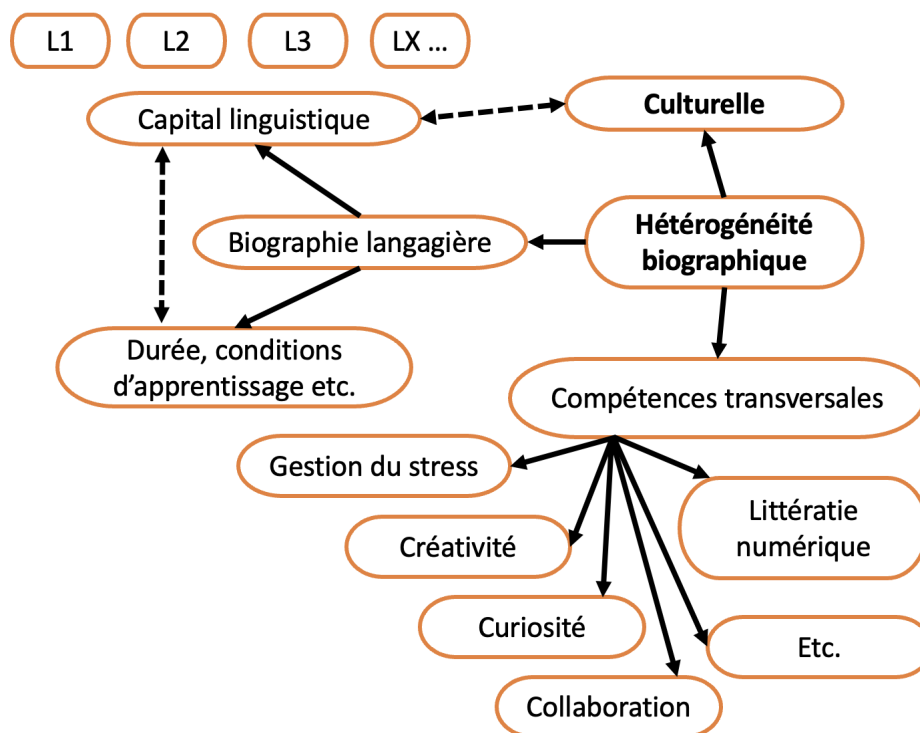 L1
L2
L3
LX ...
Capital linguistique
Culturelle
Biographie langagière
Hétérogénéité
biographique
Durée, conditions
d’apprentissage etc.
Compétences transversales
Gestion du stress
Littératie
numérique
Créativité
Curiosité
Etc.
Collaboration